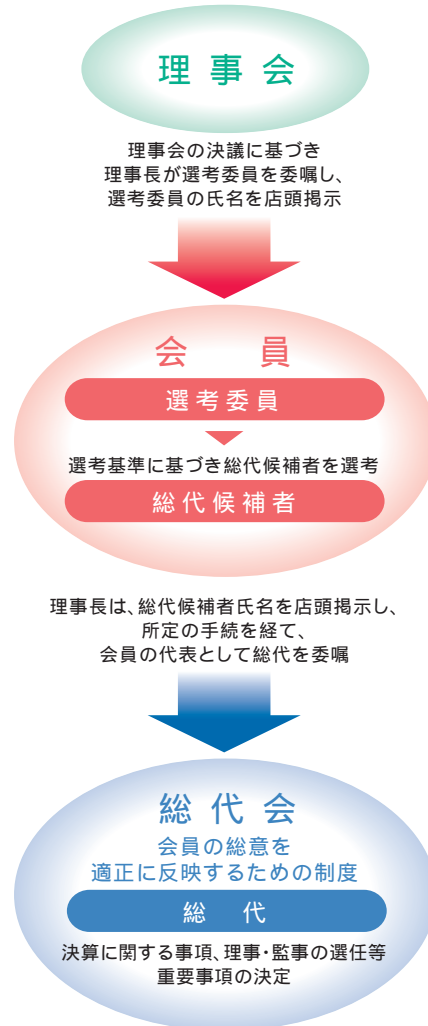 理事会
理事会の決議に基づき
理事長が選考委員を委嘱し、
選考委員の氏名を店頭掲示
会員
選考委員
選考基準に基づき総代候補者を選考
総代候補者
理事長は、総代候補者氏名を店頭掲示し、
所定の手続を経て、
会員の代表として総代を委嘱
総代会
会員の総意を
適正に反映するための制度
総代
決算に関する事項、理事・監事の選任等
重要事項の決定